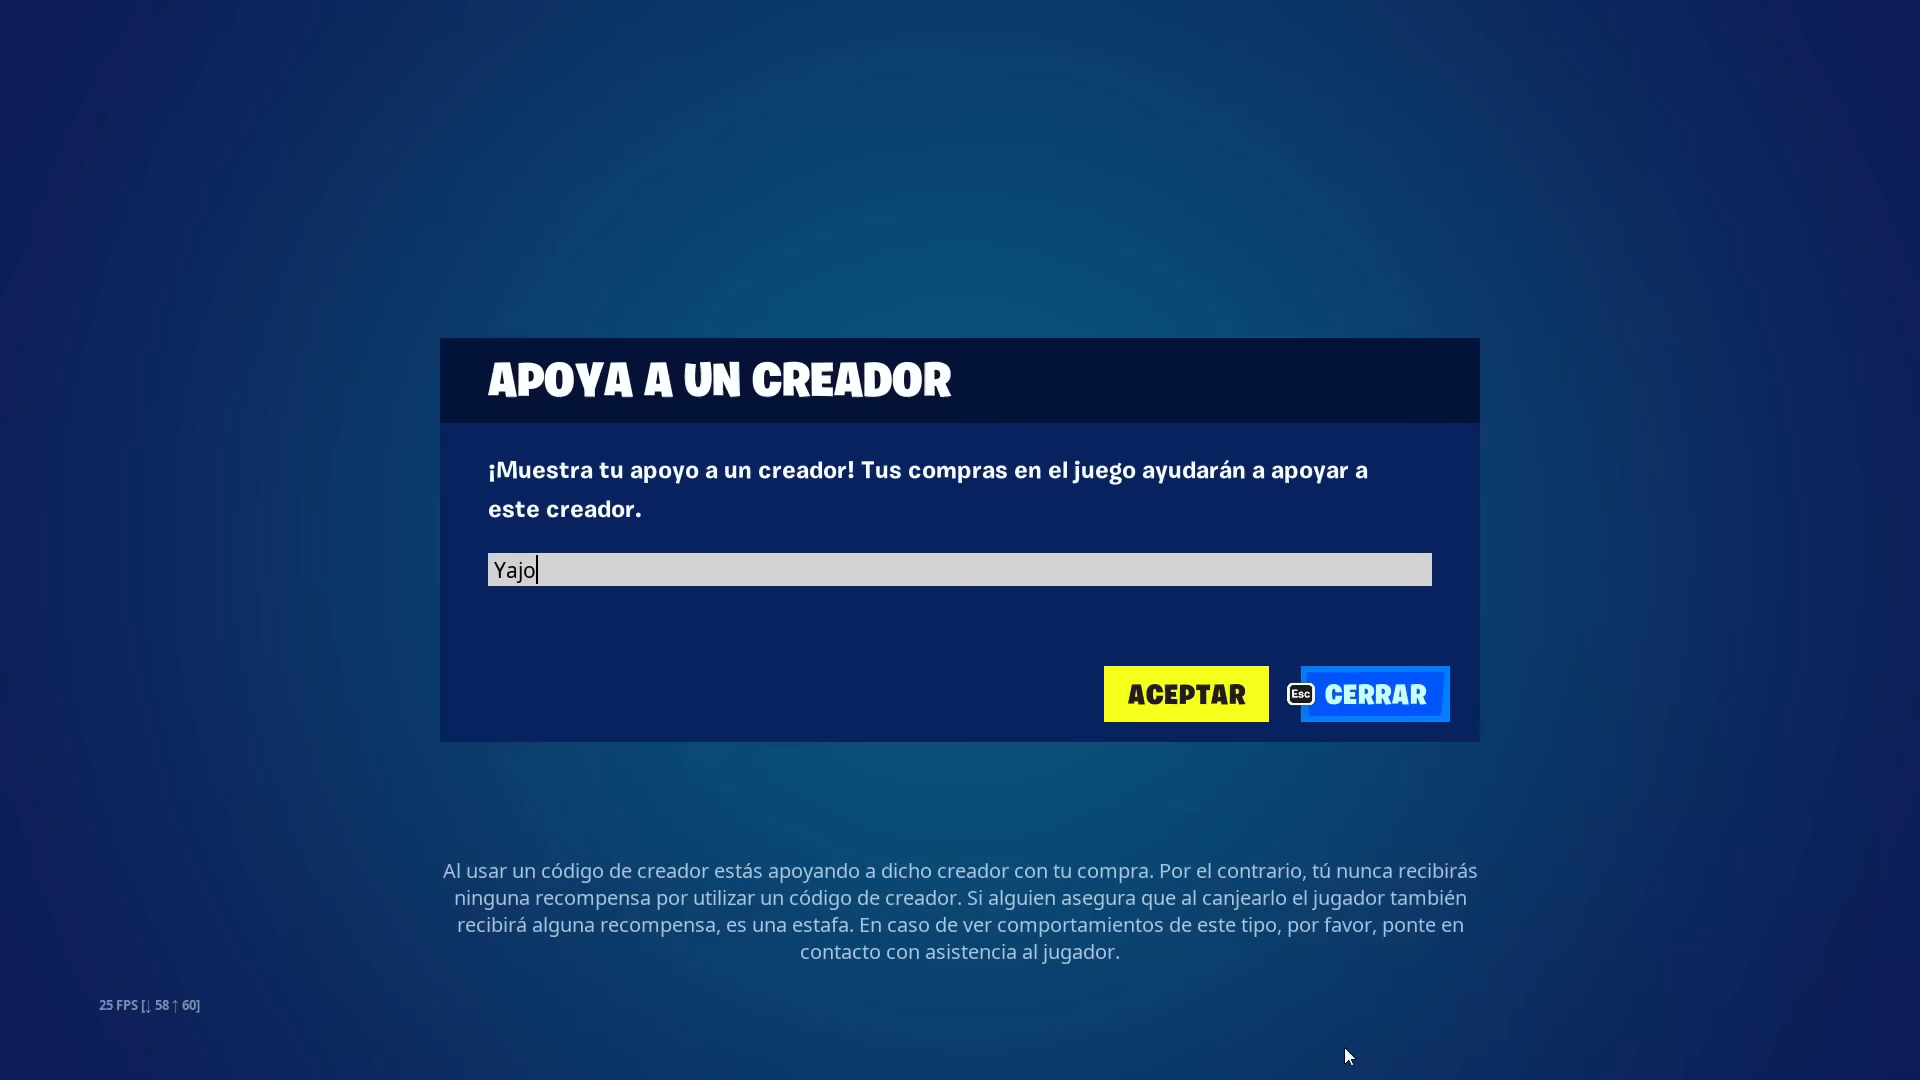 APOYA A UN CREADOR
¡Muestra tu apoyo a un creador! Tus compras en el juego ayudarán a apoyar a
este creador.
Yajo
ACEPTAR
Esc CERRAR
Al usar un código de creador estás apoyando a dicho creador con tu compra. Por el contrario, tú nunca recibirás
ninguna recompensa por utilizar un código de creador. Si alguien asegura que al canjearlo el jugador también
recibirá alguna recompensa, es una estafa. En caso de ver comportamientos de este tipo, por favor, ponte en
contacto con asistencia al jugador.
25 FPS [↓ 58 ↑ 60]